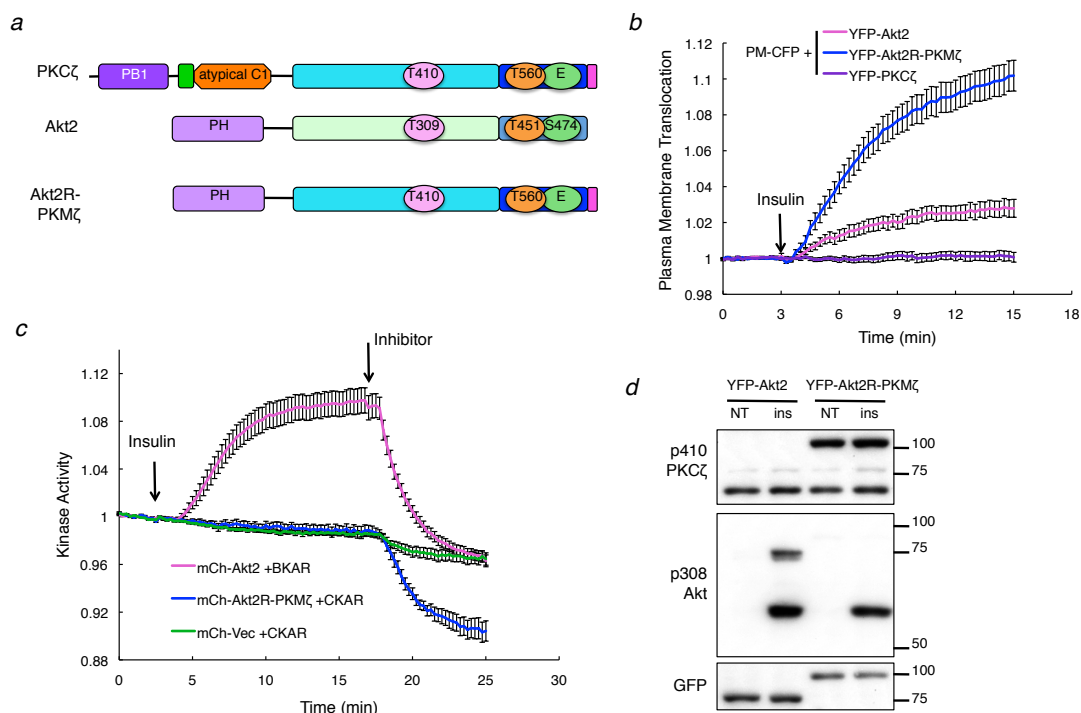 a
PKCζ
PB1
atypical C1
T410
T560
E
Akt2
PH
T309
T451
S474
Akt2R-
PKMζ
PH
T410
T560
E
b
PM-CFP +
YFP-Akt2
YFP-Akt2R-PKMζ
YFP-PKCζ
Plasma Membrane Translocation
1.12
1.1
1.08
1.06
1.04
1.02
1
0.98
Insulin
0
3
6
9
12
15
18
Time (min)
c
Kinase Activity
1.12
1.08
1.04
1
0.96
0.92
0.88
Insulin
Inhibitor
mCh-Akt2 +BKAR
mCh-Akt2R-PKMζ +CKAR
mCh-Vec +CKAR
0
5
10
15
20
25
30
Time (min)
d
YFP-Akt2 YFP-Akt2R-PKMζ
NT ins NT ins
p410
PKCζ
100
75
p308
Akt
100
75
50
GFP
100
75